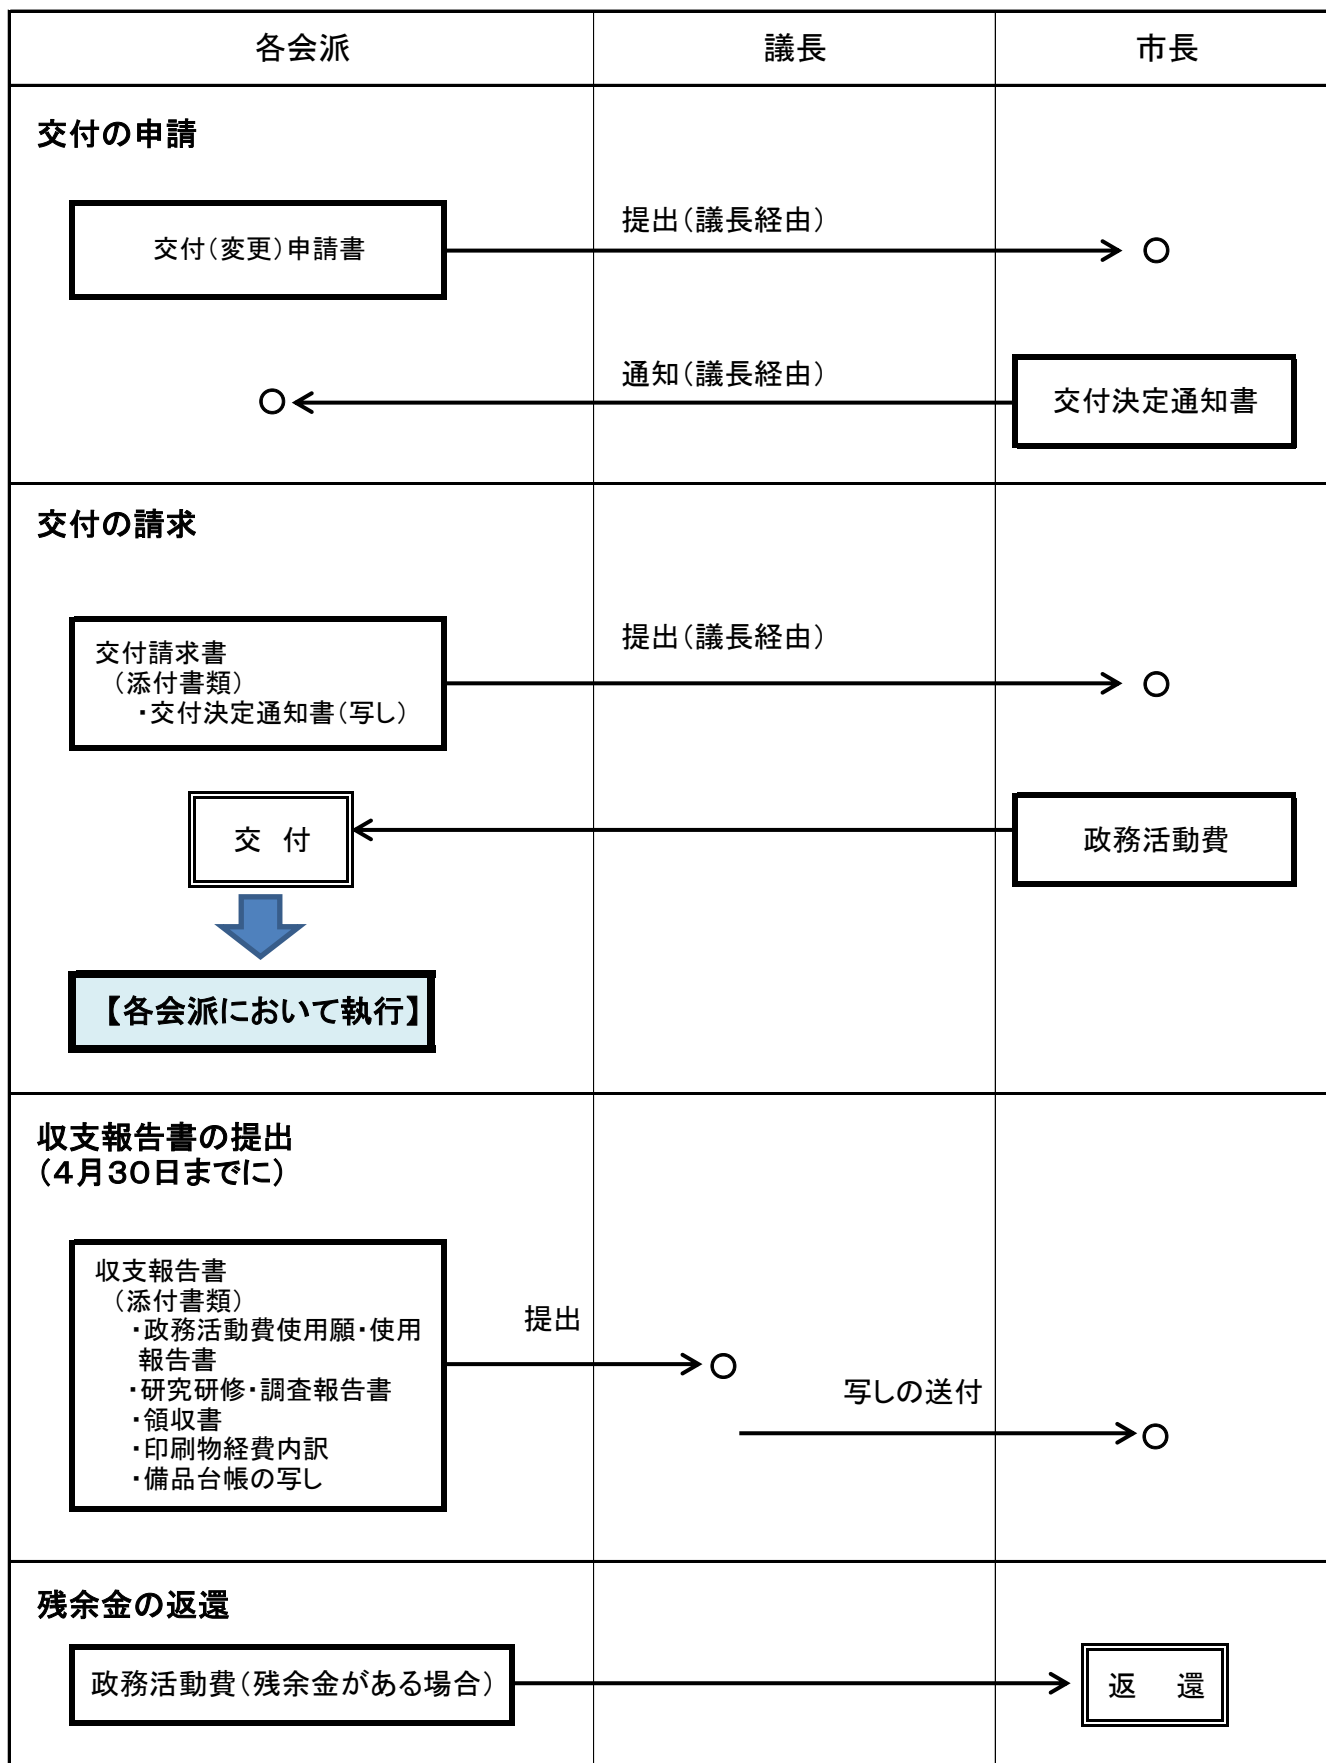 各会派 議長 市長
交付の申請
交付(変更)申請書
提出(議長経由)
通知(議長経由)
交付決定通知書
交付の請求
交付請求書
(添付書類)
・交付決定通知書(写し)
提出(議長経由)
交 付
政務活動費
【各会派において執行】
収支報告書の提出
(4月30日までに)
収支報告書
(添付書類)
・政務活動費使用願・使用
報告書
・研究研修・調査報告書
・領収書
・印刷物経費内訳
・備品台帳の写し
提出
写しの送付
残余金の返還
政務活動費(残余金がある場合)
返 還